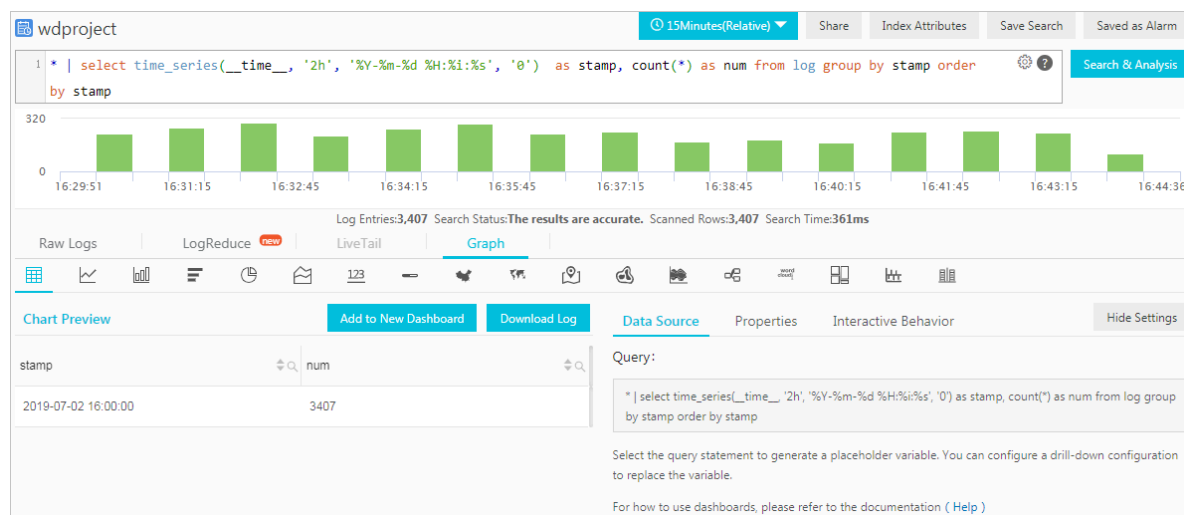 wdproject
15Minutes(Relative)
Share
Index Attributes
Save Search
Saved as Alarm
1 * | select time_series(__time__, '2h', '%Y-%m-%d %H:%i:%s', '0')  as stamp, count(*) as num from log group by stamp order
by stamp
?
Search & Analysis
320
0
16:29:51 16:31:15 16:32:45 16:34:15 16:35:45 16:37:15 16:38:45 16:40:15 16:41:45 16:43:15 16:44:36
Log Entries:3,407 Search Status:The results are accurate. Scanned Rows:3,407 Search Time:361ms
Raw Logs
LogReduce new
LiveTail
Graph
123
word
cloud
Chart Preview
Add to New Dashboard
Download Log
stamp num
2019-07-02 16:00:00 3407
Data Source
Properties
Interactive Behavior
Hide Settings
Query:
* | select time_series(__time__, '2h', '%Y-%m-%d %H:%i:%s', '0') as stamp, count(*) as num from log group
by stamp order by stamp
Select the query statement to generate a placeholder variable. You can configure a drill-down configuration
to replace the variable.
For how to use dashboards, please refer to the documentation ( Help )